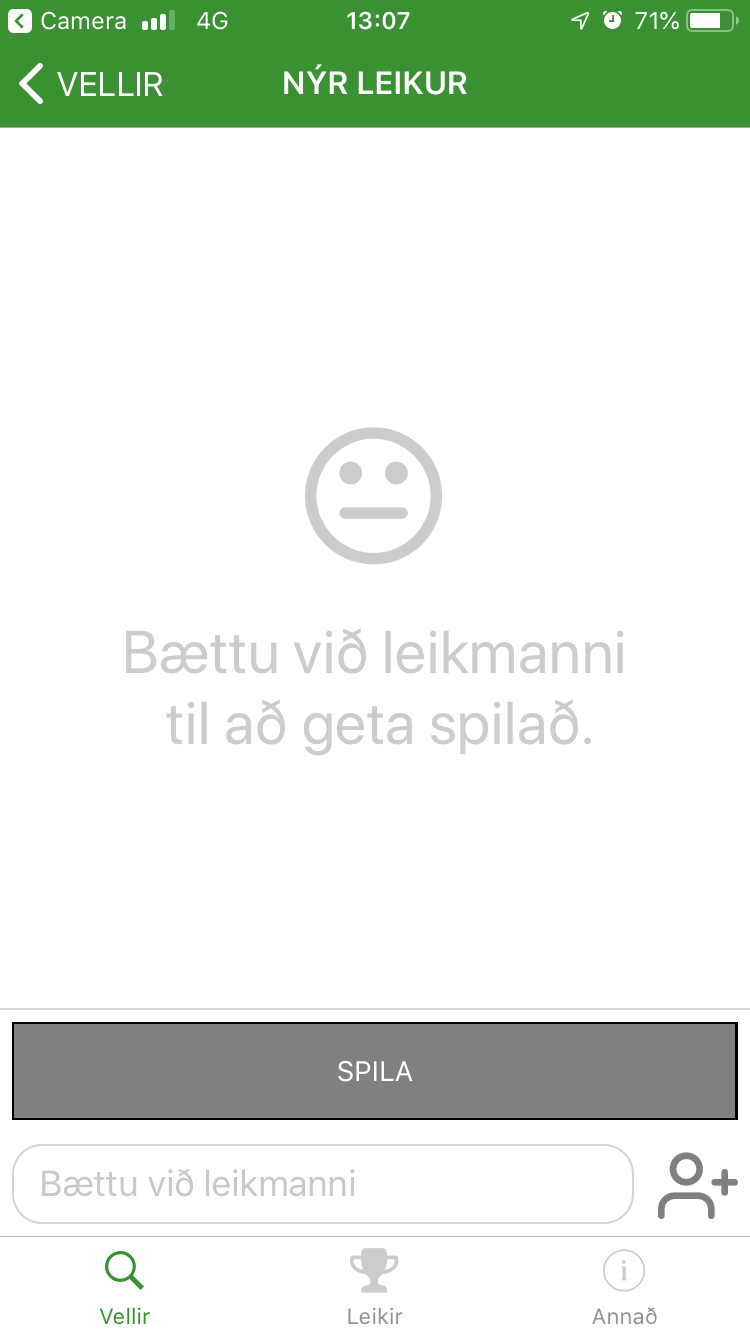 Camera 4G 13:07 71%
VELLIR NÝR LEIKUR
Bættu við leikmanni
til að geta spilað.
SPILA
Bættu við leikmanni
Vellir Leikir Annað